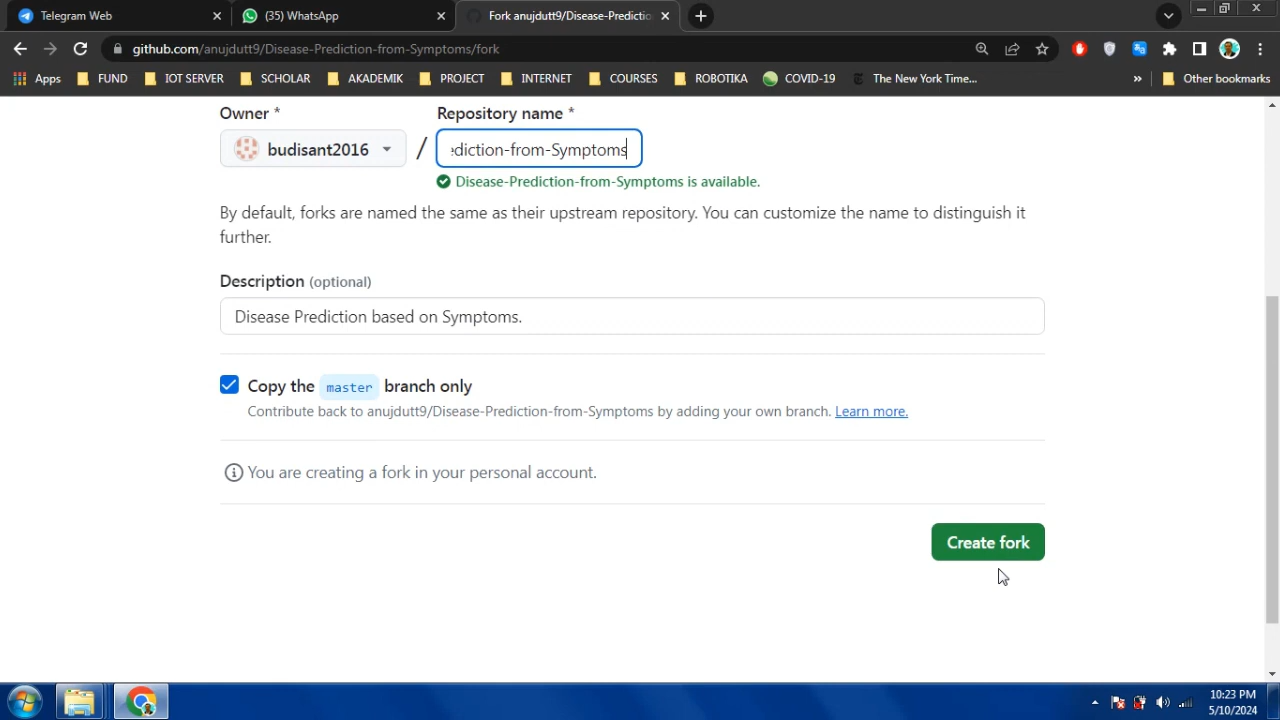 Telegram Web
(35) WhatsApp
Fork anujdutt9/Disease-Predictio
github.com/anujdutt9/Disease-Prediction-from-Symptoms/fork
Apps FUND IOT SERVER SCHOLAR AKADEMIK PROJECT INTERNET COURSES ROBOTIKA COVID-19 The New York Time... » Other bookmarks
Owner * Repository name *
budisant2016 / ediction-from-Symptoms
Disease-Prediction-from-Symptoms is available.
By default, forks are named the same as their upstream repository. You can customize the name to distinguish it
further.
Description (optional)
Disease Prediction based on Symptoms.
Copy the master branch only
Contribute back to anujdutt9/Disease-Prediction-from-Symptoms by adding your own branch. Learn more.
You are creating a fork in your personal account.
Create fork
10:23 PM
5/10/2024